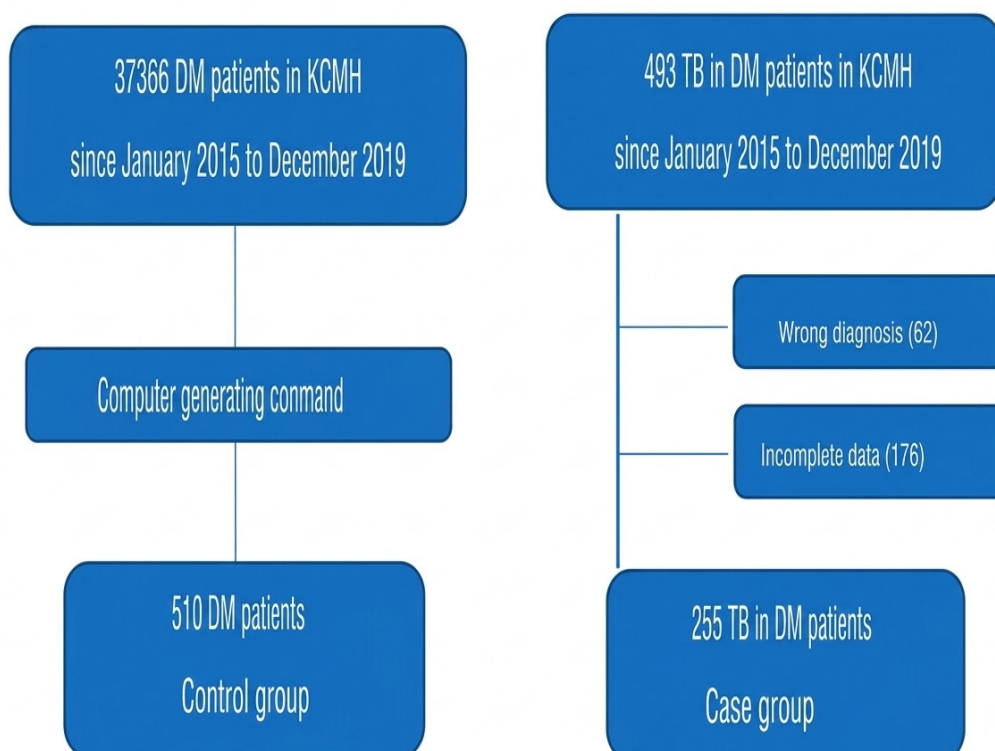 37366 DM patients in KCMH
since January 2015 to December 2019
Computer generating conmand
510 DM patients
Control group
493 TB in DM patients in KCMH
since January 2015 to December 2019
Wrong diagnosis (62)
Incomplete data (176)
255 TB in DM patients
Case group